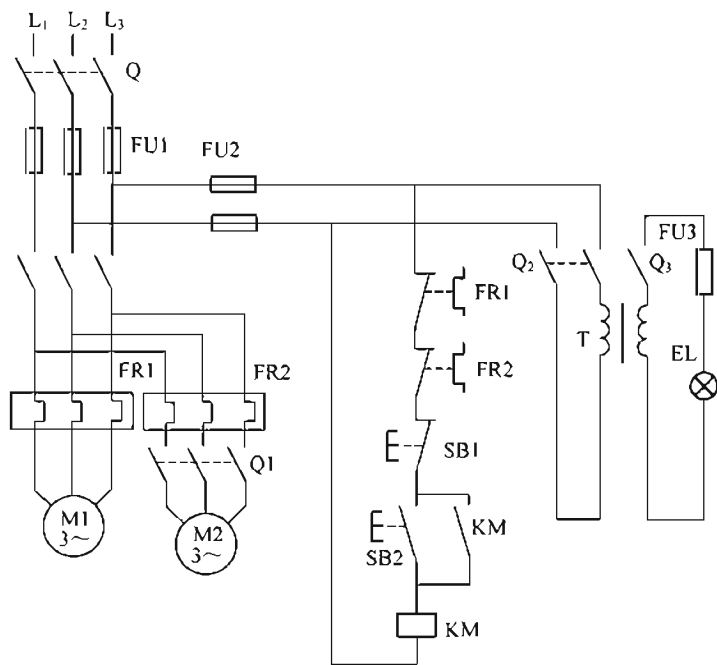 L₁ L₂ L₃
Q
FU1
FU2
FU3
Q₂
Q₃
FR1
T
EL
FR1
FR2
FR2
SB1
Q1
M1
3～
M2
3～
SB2
KM
KM